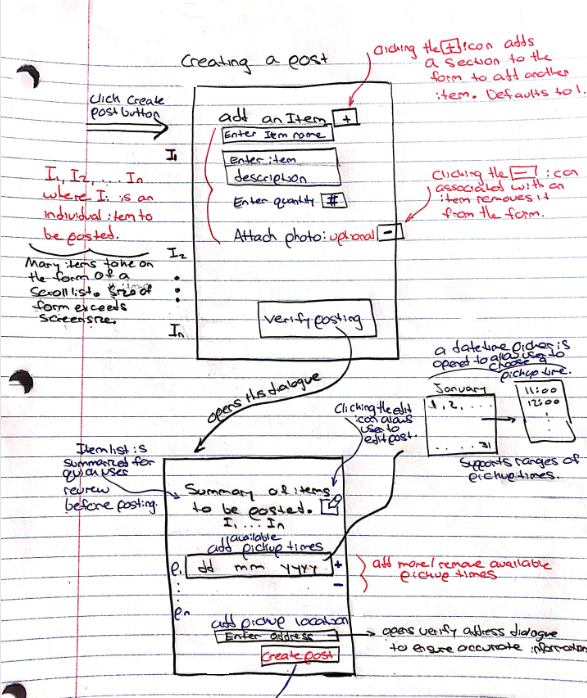 Creating a post
Clicking the + icon adds
a section to the
form to add another
item. Defaults to 1.
Click Create
post button
add an Item +
Enter Item name
I1
Enter item
description
Enter quantity #
Attach photo: optional -
Clicking the - icon
associated with an
item removes it
from the form.
I1, I2, ... In
where Ii is an
individual item to
be posted.
I2
Many items take on
the form of a
scroll list. size of
form exceeds
screensize.
In
Verify posting
opens this dialogue
a datetime picker is
opened to allow user to
choose a
pickup time.
January
1, 2, ...
.... 31
11:00
12:00
Supports ranges of
pickup times.
Clicking the edit
icon allows
user to
edit post.
Item list is
summarized for
quick user
review
before posting.
Summary of items
to be posted.
I1 ... In
available
add pickup times
P1 dd mm yyyy +
-
add more/remove available
pickup times
Pn
add pickup location
Enter address
opens verify address dialogue
to ensure accurate information
Create post